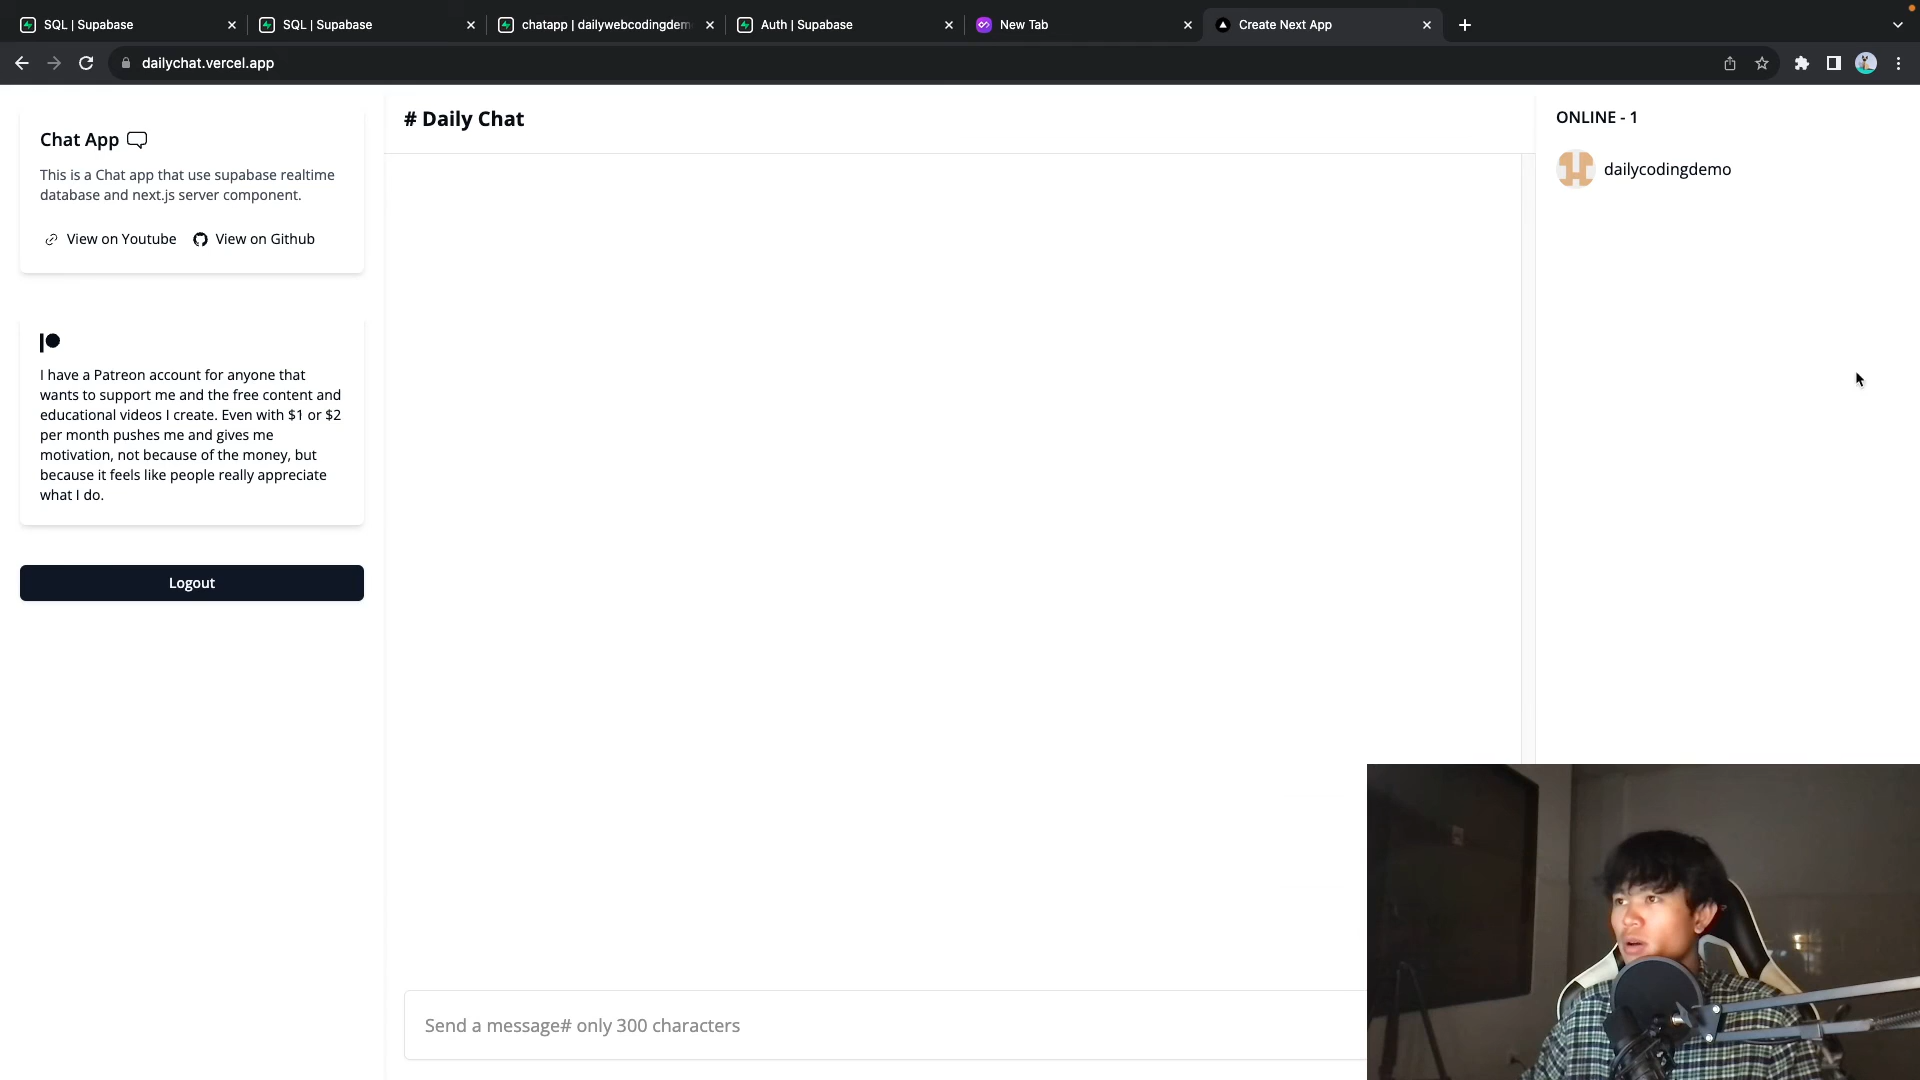 SQL | Supabase
SQL | Supabase
chatapp | dailywebcodingdem
Auth | Supabase
New Tab
Create Next App
dailychat.vercel.app
Chat App
This is a Chat app that use supabase realtime
database and next.js server component.
View on Youtube
View on Github
I have a Patreon account for anyone that
wants to support me and the free content and
educational videos I create. Even with $1 or $2
per month pushes me and gives me
motivation, not because of the money, but
because it feels like people really appreciate
what I do.
Logout
# Daily Chat
Send a message# only 300 characters
ONLINE - 1
dailycodingdemo